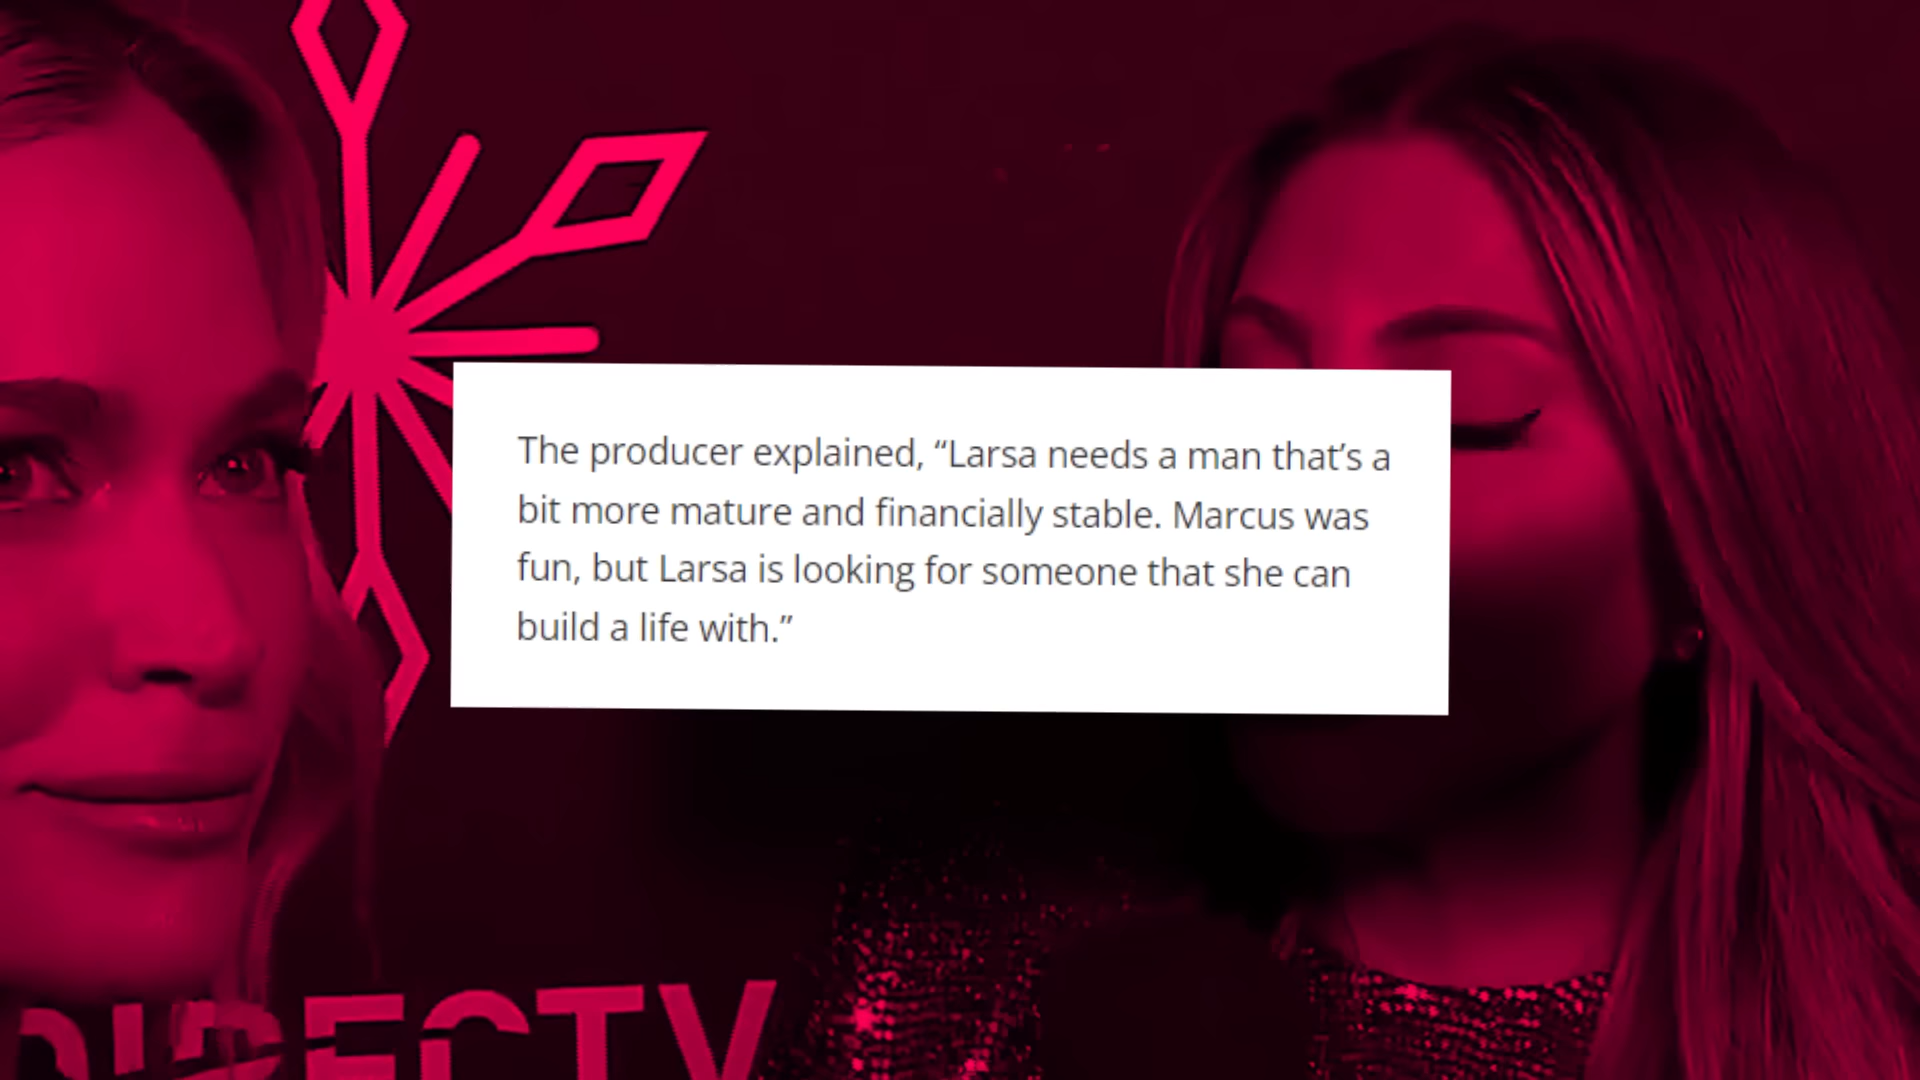 The producer explained, “Larsa needs a man that’s a
bit more mature and financially stable. Marcus was
fun, but Larsa is looking for someone that she can
build a life with.”
DIRECTV